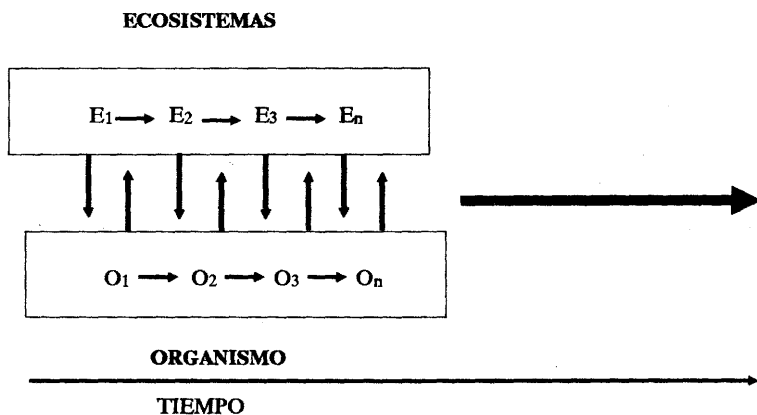 ECOSISTEMAS
E1 → E2 → E3 → En
O1 → O2 → O3 → On
ORGANISMO
TIEMPO